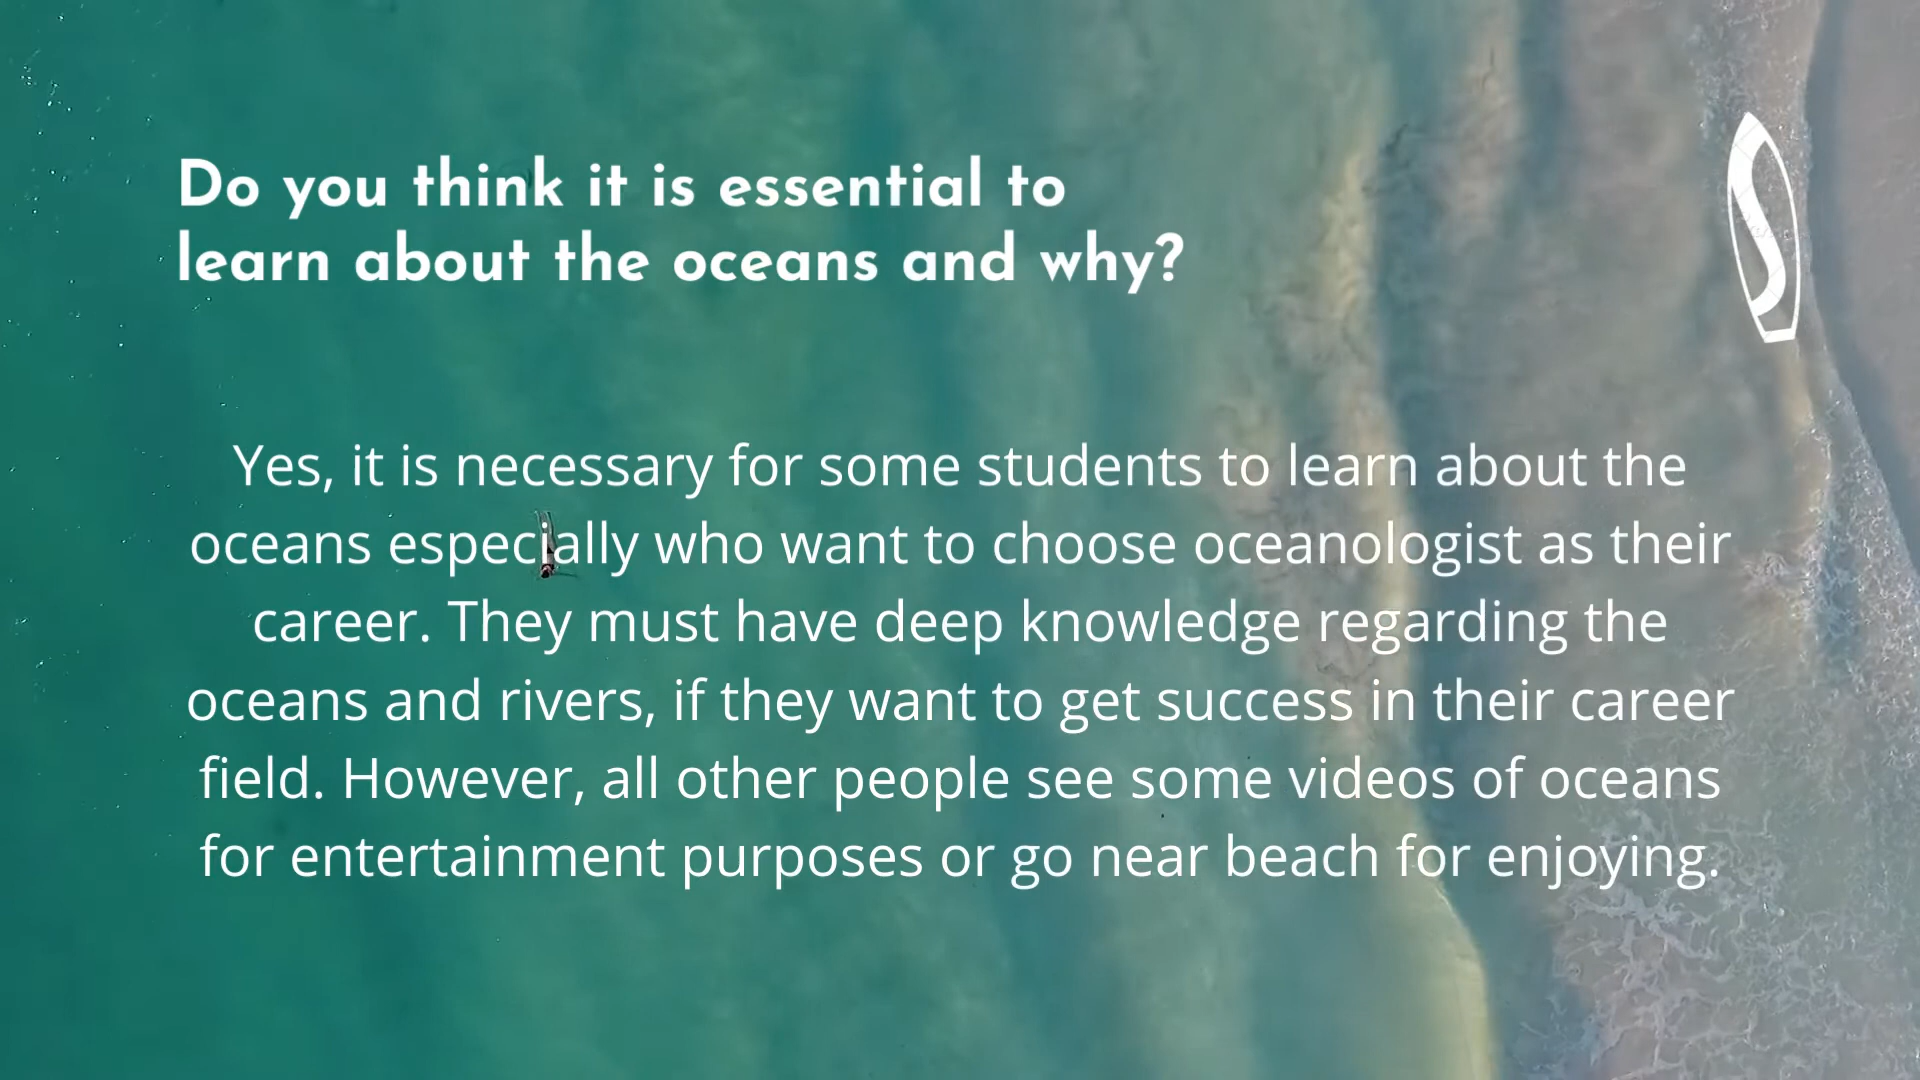 Do you think it is essential to
learn about the oceans and why?
Yes, it is necessary for some students to learn about the
oceans especially who want to choose oceanologist as their
career. They must have deep knowledge regarding the
oceans and rivers, if they want to get success in their career
field. However, all other people see some videos of oceans
for entertainment purposes or go near beach for enjoying.